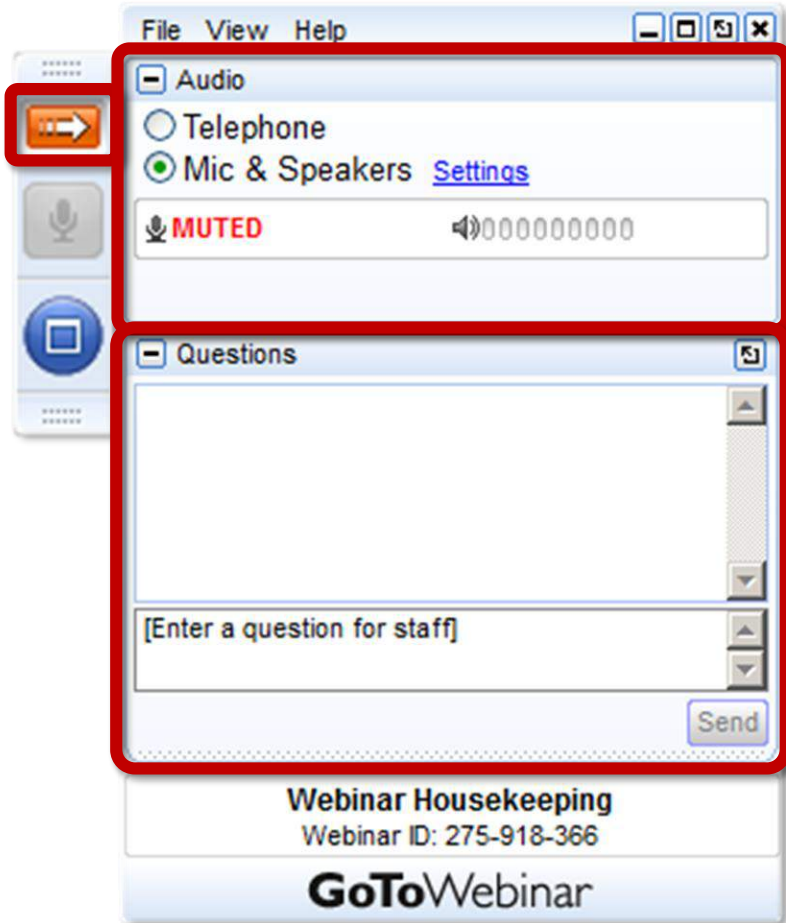 File View Help
Audio
Telephone
Mic & Speakers Settings
MUTED
Questions
[Enter a question for staff]
Send
Webinar Housekeeping
Webinar ID: 275-918-366
GoToWebinar